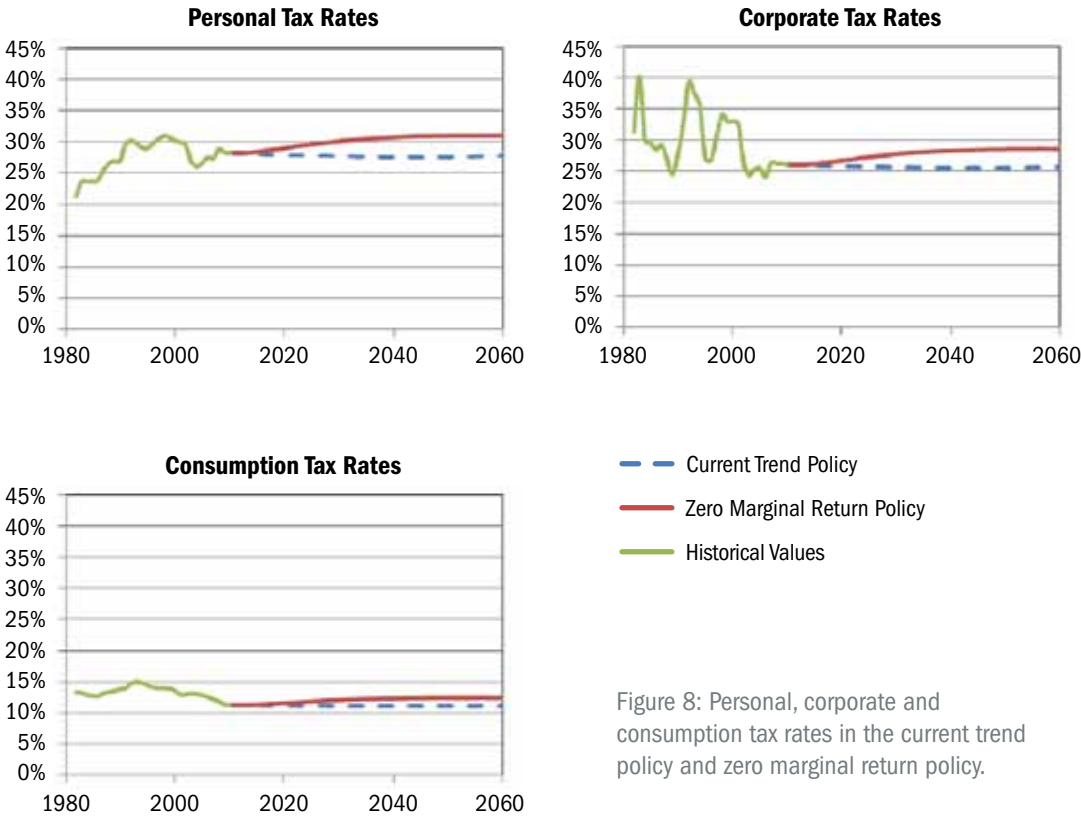 Personal Tax Rates
45%
40%
35%
30%
25%
20%
15%
10%
5%
0%
1980 2000 2020 2040 2060
Corporate Tax Rates
45%
40%
35%
30%
25%
20%
15%
10%
5%
0%
1980 2000 2020 2040 2060
Consumption Tax Rates
45%
40%
35%
30%
25%
20%
15%
10%
5%
0%
1980 2000 2020 2040 2060
Current Trend Policy
Zero Marginal Return Policy
Historical Values
Figure 8: Personal, corporate and
consumption tax rates in the current trend
policy and zero marginal return policy.